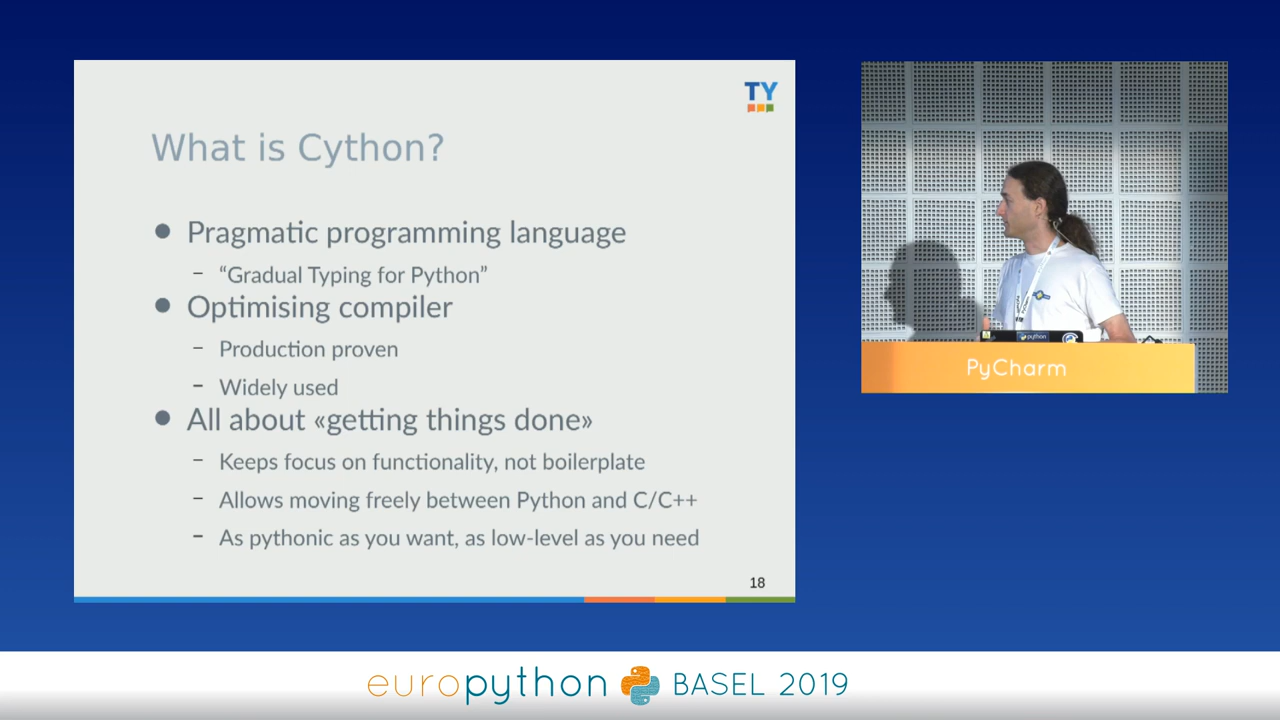 TY
What is Cython?
● Pragmatic programming language
– “Gradual Typing for Python”
● Optimising compiler
– Production proven
– Widely used
● All about «getting things done»
– Keeps focus on functionality, not boilerplate
– Allows moving freely between Python and C/C++
– As pythonic as you want, as low-level as you need
18
python
PyCharm
europython BASEL 2019